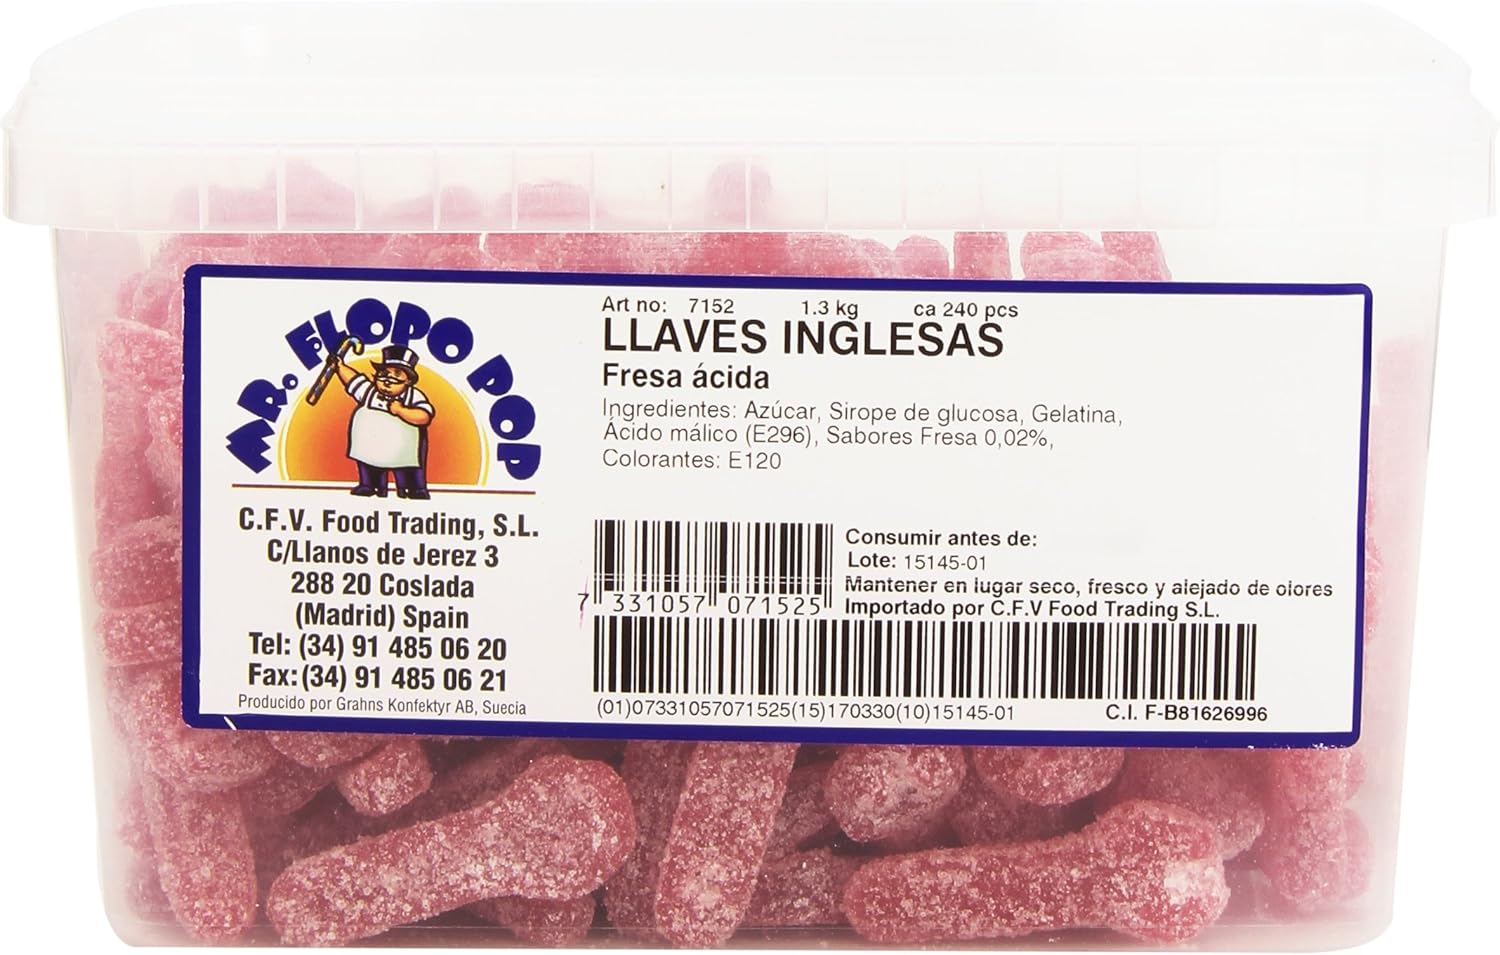 MR. FLOPO POP
C.F.V. Food Trading, S.L.
C/Llanos de Jerez 3
288 20 Coslada
(Madrid) Spain
Tel: (34) 91 485 06 20
Fax: (34) 91 485 06 21
Producido por Grahns Konfektyr AB, Suecia
Art no: 7152 1.3 kg ca 240 pcs
LLAVES INGLESAS
Fresa ácida
Ingredientes: Azúcar, Sirope de glucosa, Gelatina,
Ácido málico (E296), Sabores Fresa 0,02%,
Colorantes: E120
Consumir antes de:
Lote: 15145-01
Mantener en lugar seco, fresco y alejado de olores
Importado por C.F.V Food Trading S.L.
7 331057 071525
(01)07331057071525(15)170330(10)15145-01
C.I. F-B81626996